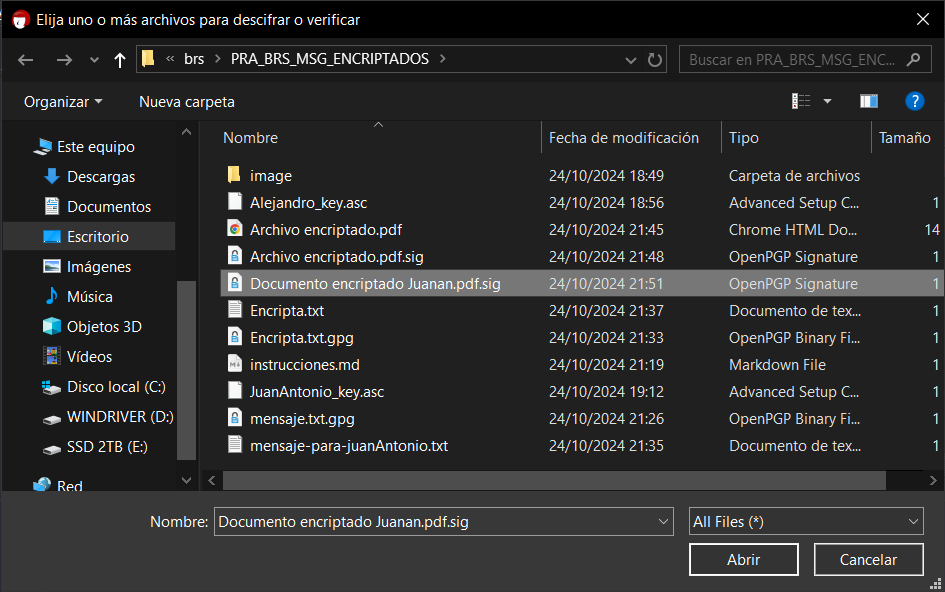 Elija uno o más archivos para descifrar o verificar
« brs › PRA_BRS_MSG_ENCRIPTADOS ›
Buscar en PRA_BRS_MSG_ENC...
Organizar
Nueva carpeta
Este equipo
Descargas
Documentos
Escritorio
Imágenes
Música
Objetos 3D
Vídeos
Disco local (C:)
WINDRIVER (D:)
SSD 2TB (E:)
Red
Nombre Fecha de modificación Tipo Tamaño
image 24/10/2024 18:49 Carpeta de archivos
Alejandro_key.asc 24/10/2024 18:56 Advanced Setup C... 1
Archivo encriptado.pdf 24/10/2024 21:45 Chrome HTML Do... 14
Archivo encriptado.pdf.sig 24/10/2024 21:48 OpenPGP Signature 1
Documento encriptado Juanan.pdf.sig 24/10/2024 21:51 OpenPGP Signature 1
Encripta.txt 24/10/2024 21:37 Documento de tex... 1
Encripta.txt.gpg 24/10/2024 21:33 OpenPGP Binary Fi... 1
instrucciones.md 24/10/2024 21:19 Markdown File 1
JuanAntonio_key.asc 24/10/2024 19:12 Advanced Setup C... 1
mensaje.txt.gpg 24/10/2024 21:26 OpenPGP Binary Fi... 1
mensaje-para-juanAntonio.txt 24/10/2024 21:35 Documento de tex... 1
Nombre: Documento encriptado Juanan.pdf.sig
All Files (*)
Abrir
Cancelar